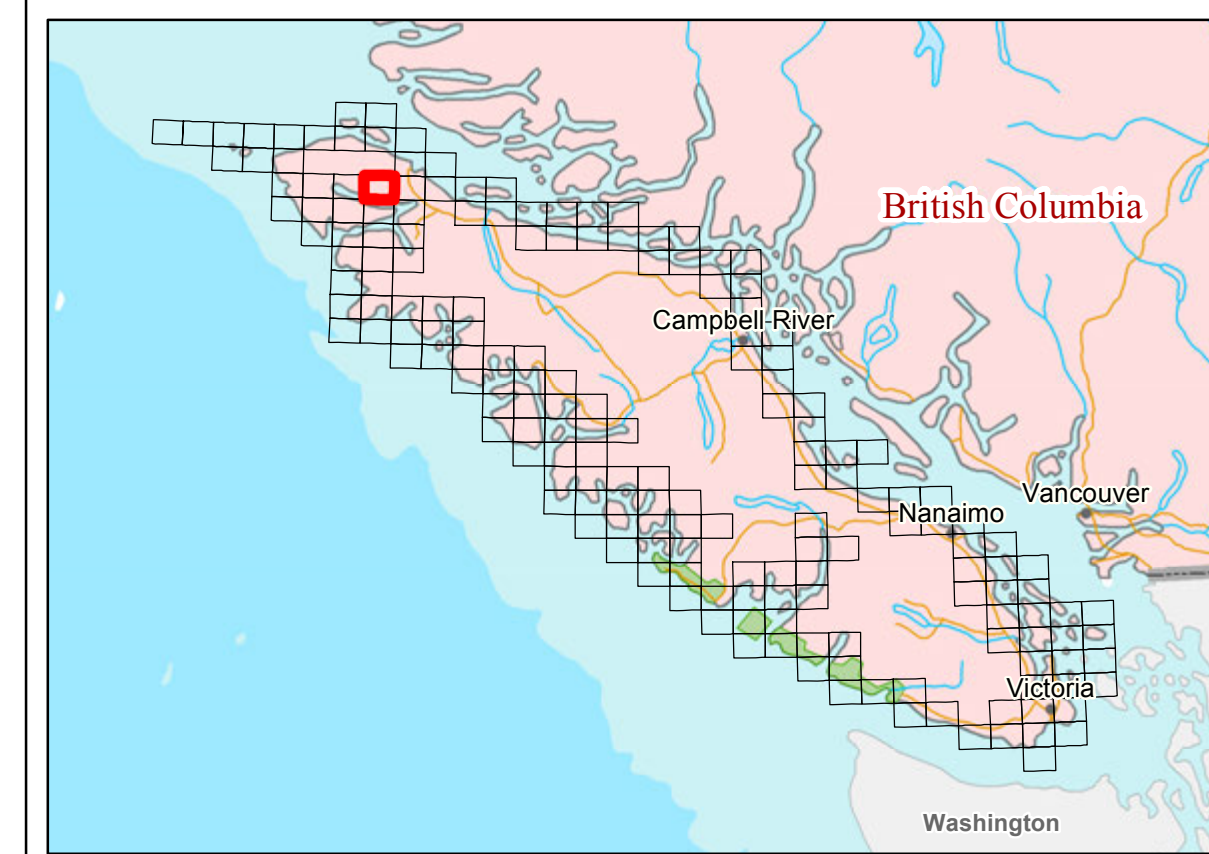 British Columbia
Campbell River
Vancouver
Nanaimo
Victoria
Washington